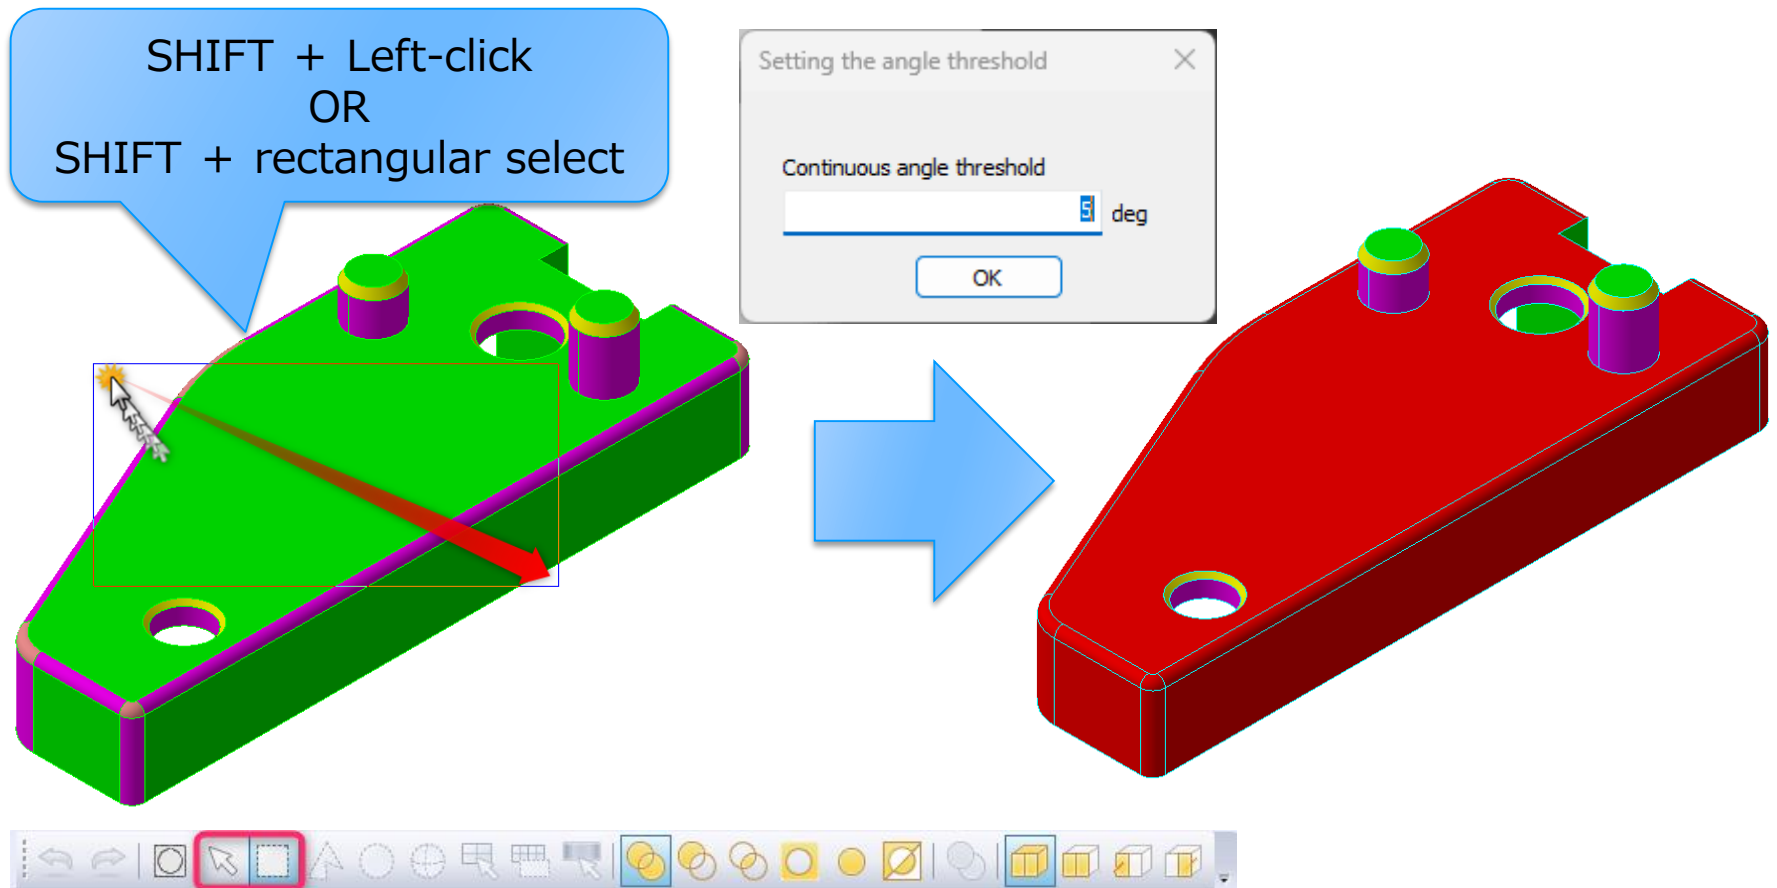 SHIFT + Left-click
OR
SHIFT + rectangular select
Setting the angle threshold
Continuous angle threshold
5 deg
OK